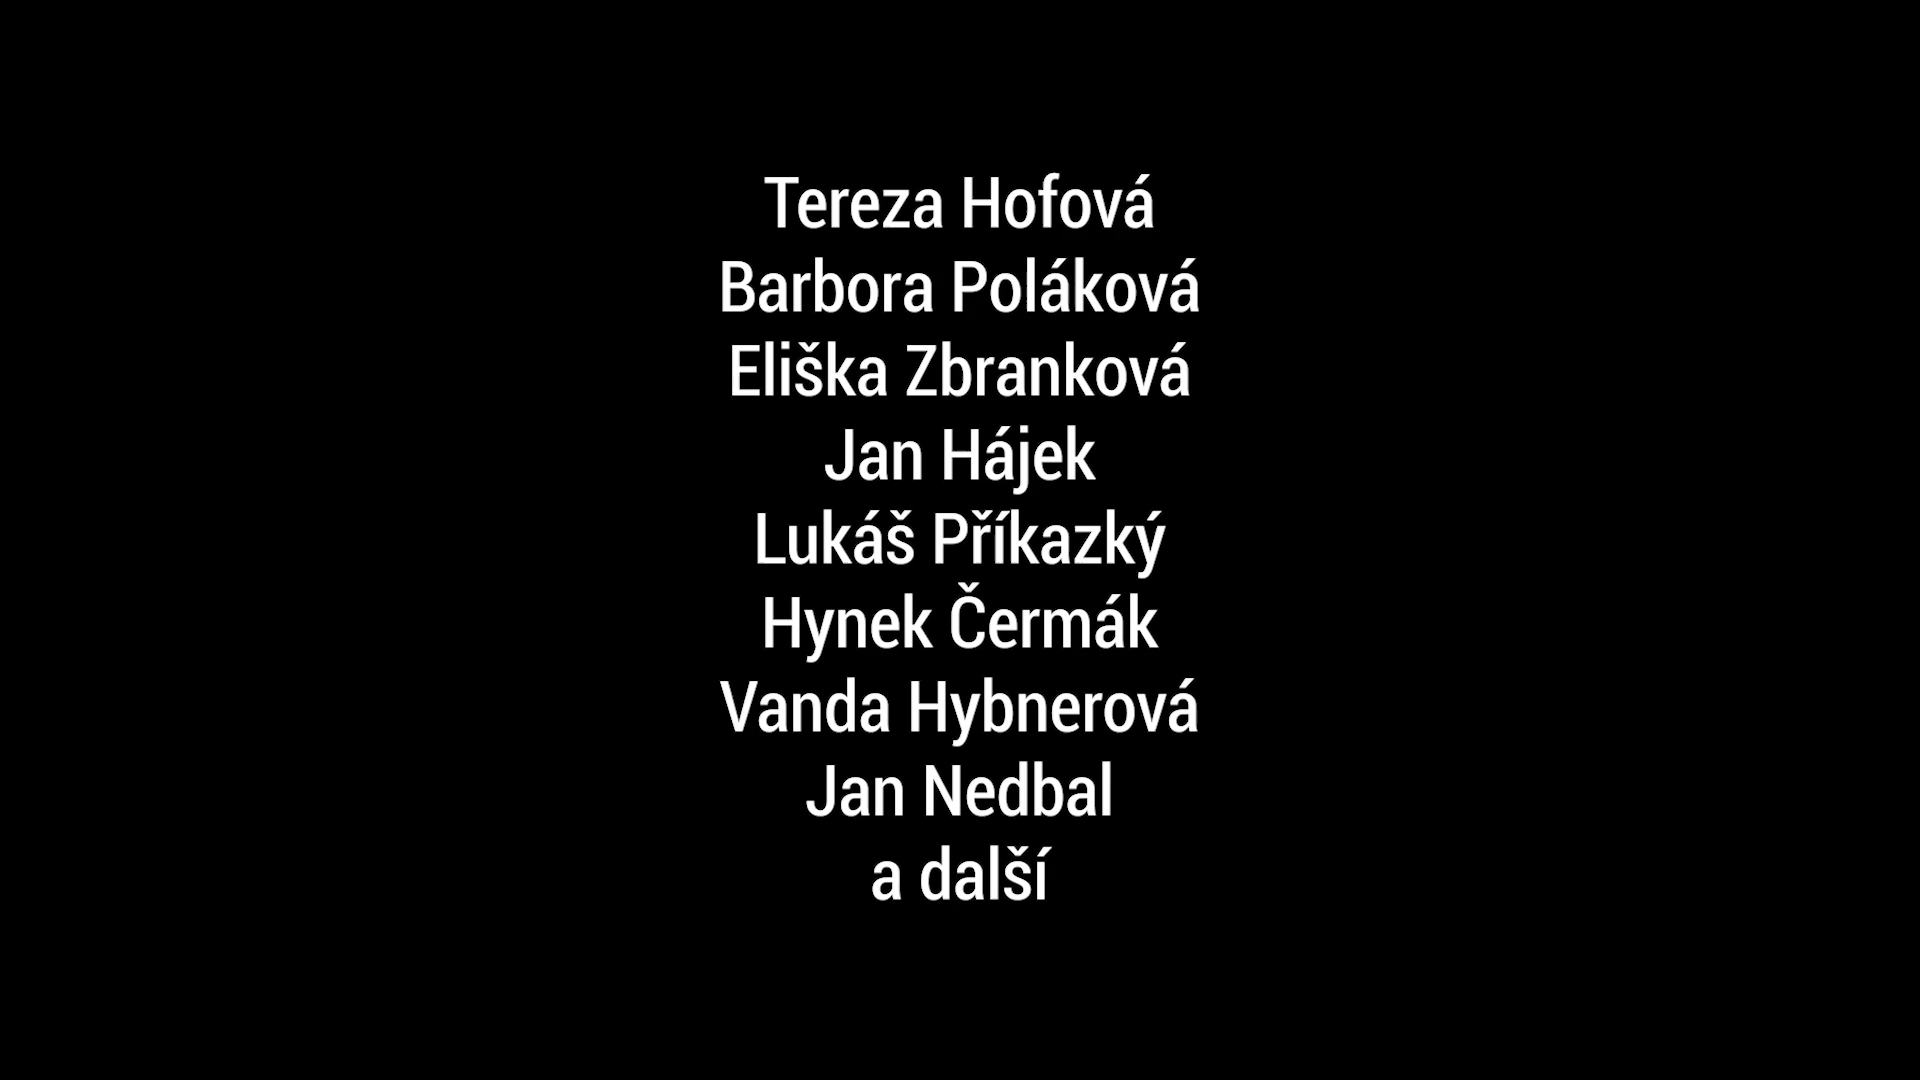 Tereza Hofová
Barbora Poláková
Eliška Zbranková
Jan Hájek
Lukáš Příkazký
Hynek Čermák
Vanda Hybnerová
Jan Nedbal
a další